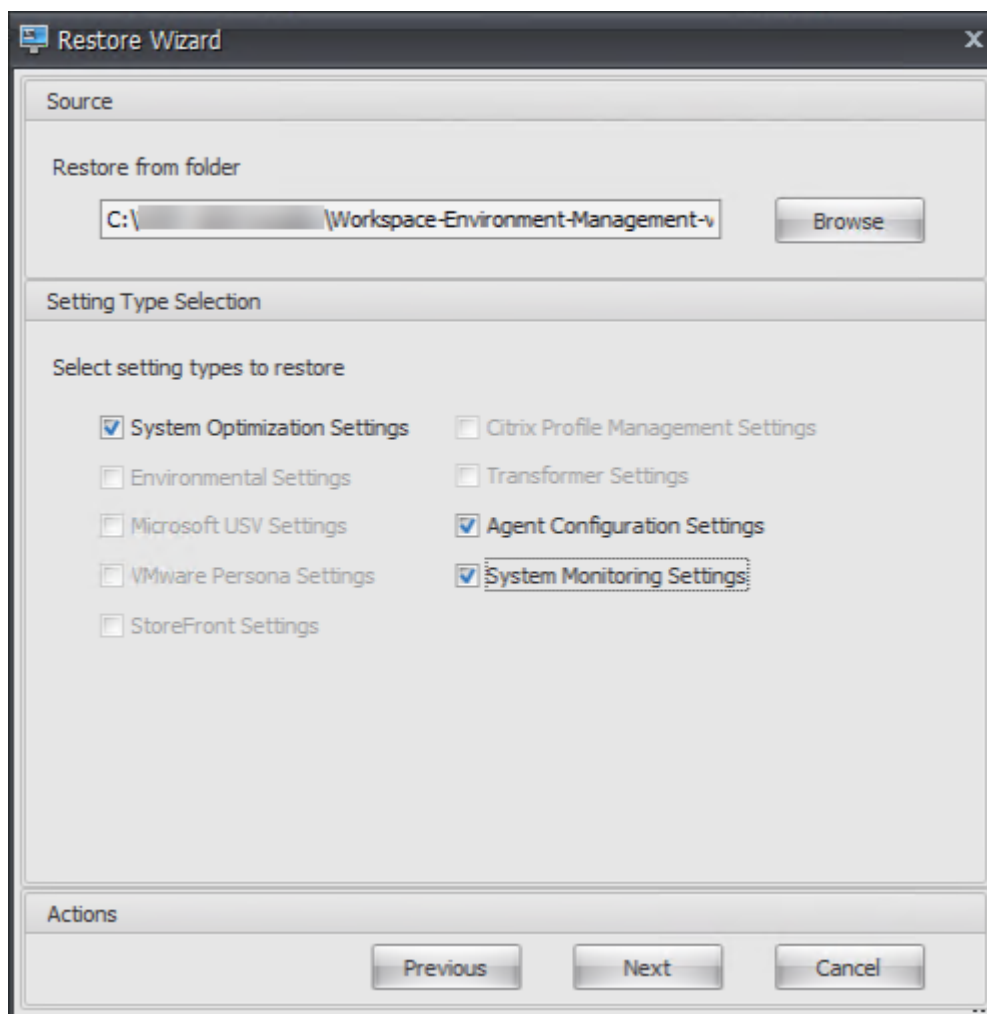 Restore Wizard
Source
Restore from folder
C:\ \Workspace-Environment-Management-v
Browse
Setting Type Selection
Select setting types to restore
System Optimization Settings
Citrix Profile Management Settings
Environmental Settings
Transformer Settings
Microsoft USV Settings
Agent Configuration Settings
VMware Persona Settings
System Monitoring Settings
StoreFront Settings
Actions
Previous
Next
Cancel